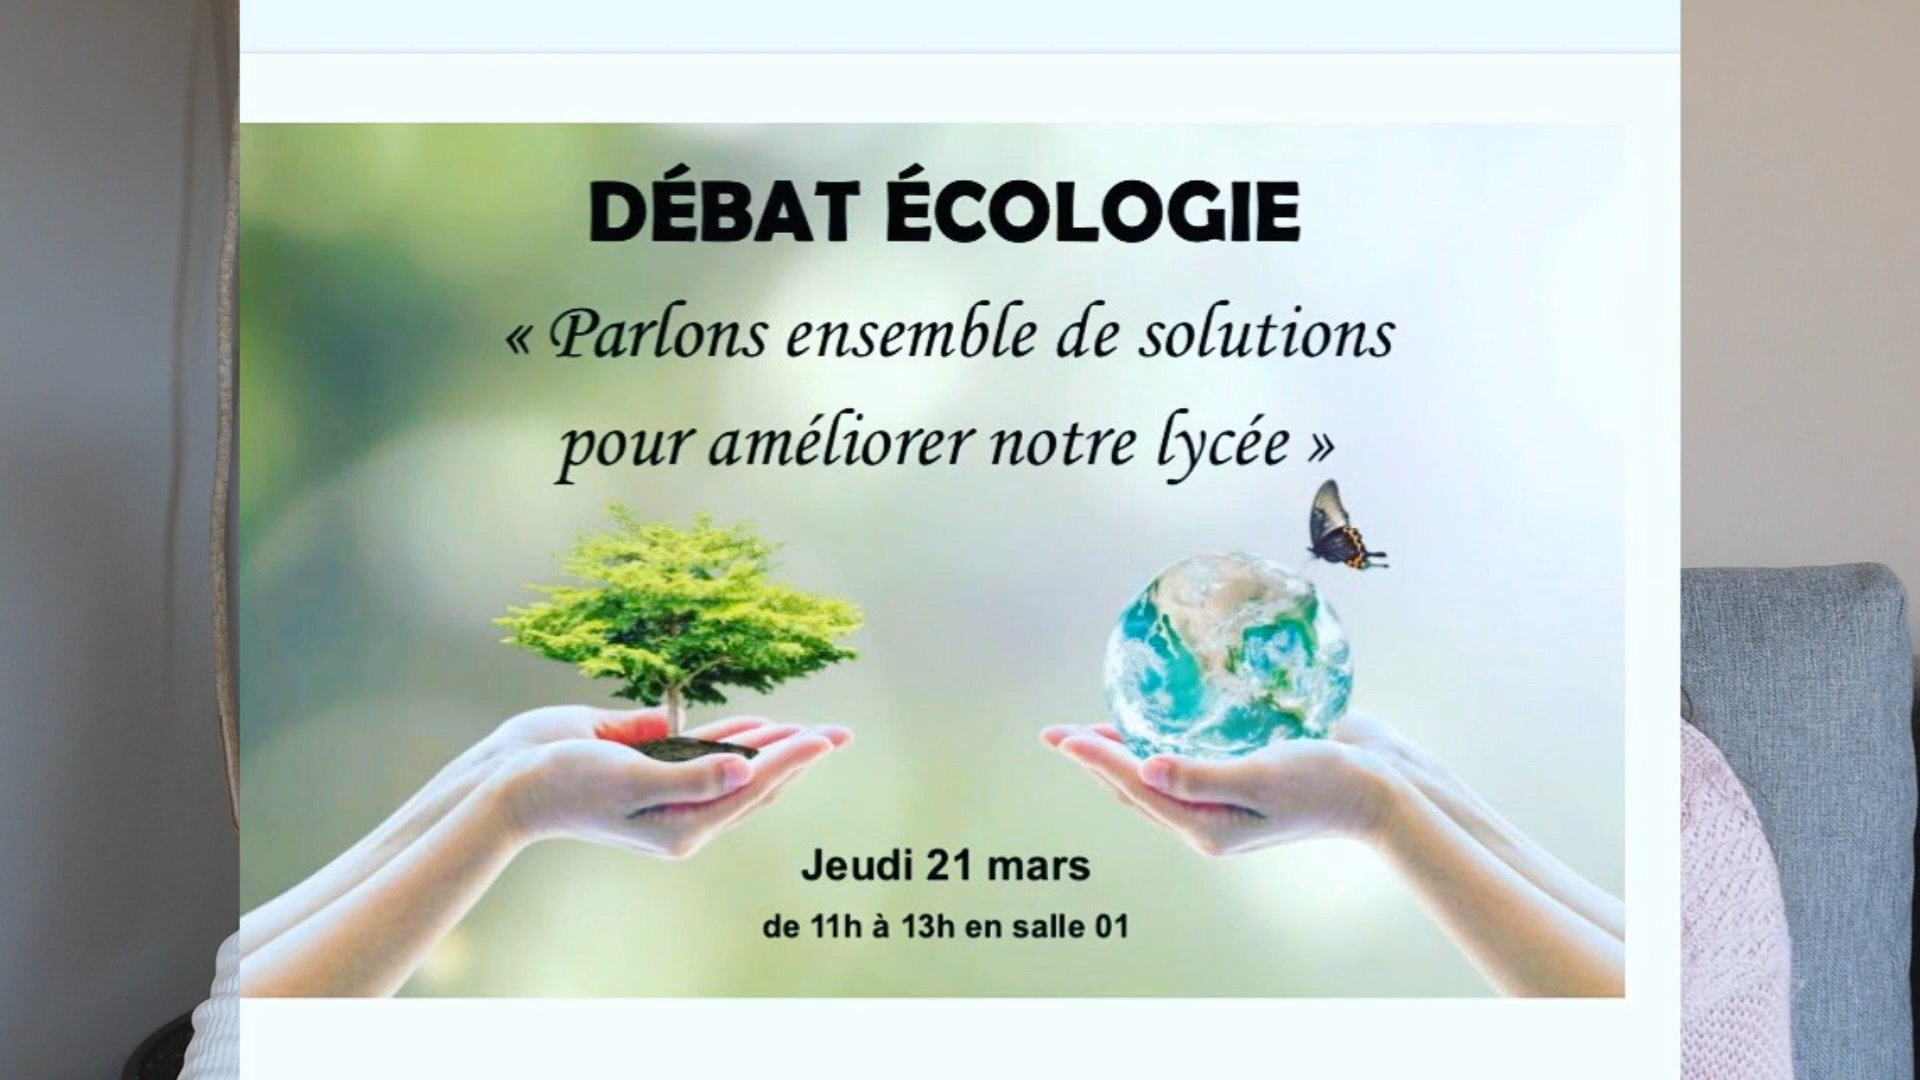 DÉBAT ÉCOLOGIE
« Parlons ensemble de solutions
pour améliorer notre lycée »
Jeudi 21 mars
de 11h à 13h en salle 01